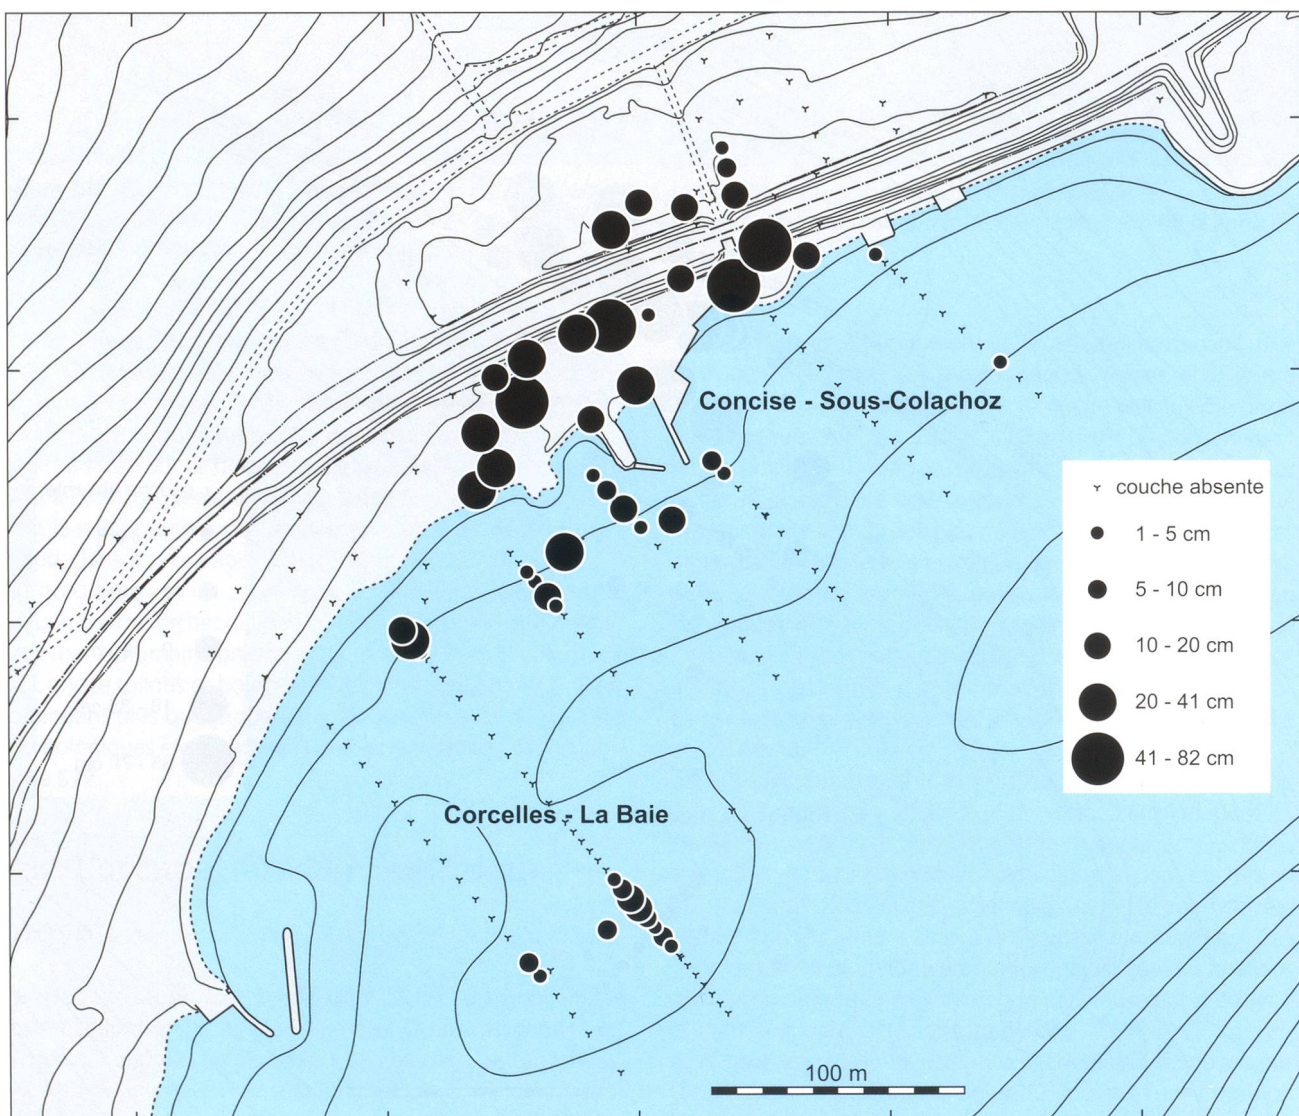 Concise - Sous-Colachoz
couche absente
1 - 5 cm
5 - 10 cm
10 - 20 cm
20 - 41 cm
41 - 82 cm
Corcelles - La Baie
100 m